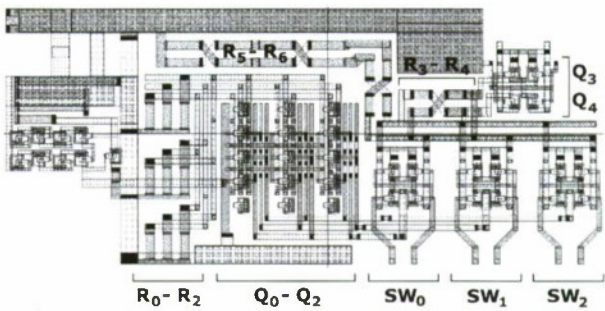 R5 - R6
R3 - R4
Q3
Q4
R0 - R2
Q0 - Q2
SW0
SW1
SW2